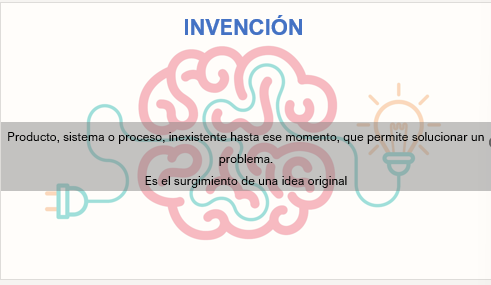 INVENCIÓN
Producto, sistema o proceso, inexistente hasta ese momento, que permite solucionar un
problema.
Es el surgimiento de una idea original